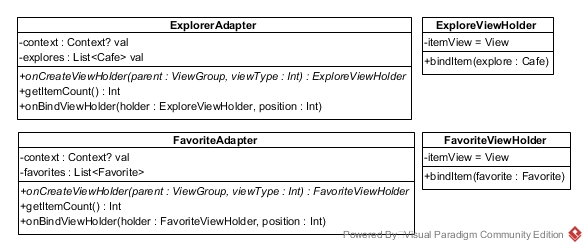 ExplorerAdapter
-context : Context? val
-explores : List<Cafe> val
+onCreateViewHolder(parent : ViewGroup, viewType : Int) : ExploreViewHolder
+getItemCount() : Int
+onBindViewHolder(holder : ExploreViewHolder, position : Int)
ExploreViewHolder
-itemView = View
+bindItem(explore : Cafe)
FavoriteAdapter
-context : Context? val
-favorites : List<Favorite>
+onCreateViewHolder(parent : ViewGroup, viewType : Int) : FavoriteViewHolder
+getItemCount() : Int
+onBindViewHolder(holder : FavoriteViewHolder, position : Int)
FavoriteViewHolder
-itemView = View
+bindItem(favorite : Favorite)
Powered By Visual Paradigm Community Edition